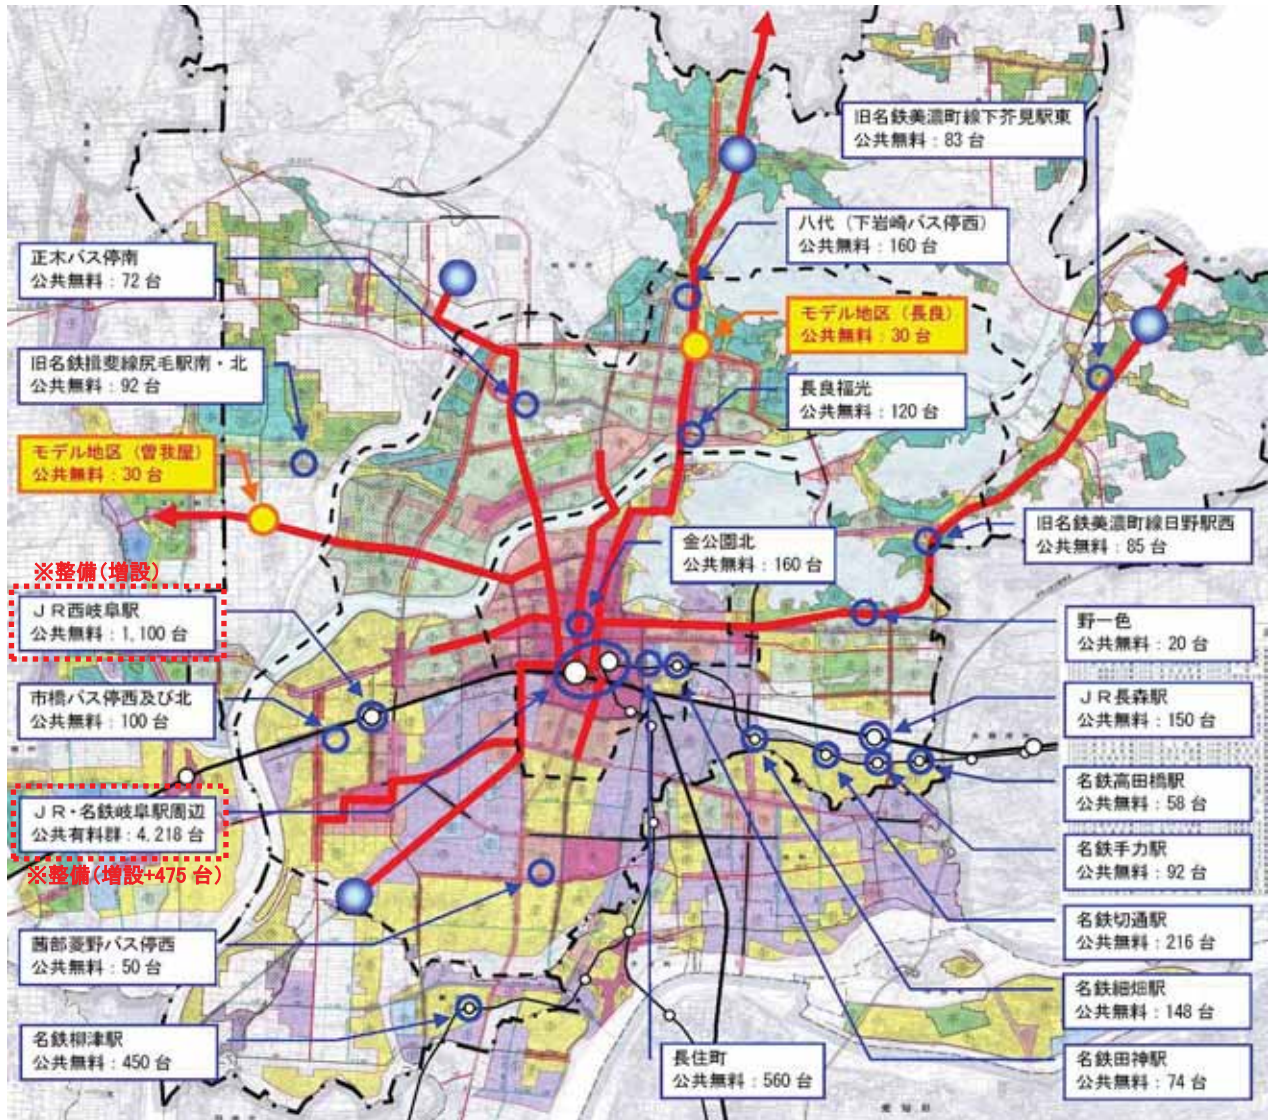 旧名鉄美濃町線下芥見駅東
公共無料：83 台
八代（下岩崎バス停西）
公共無料：160 台
正木バス停南
公共無料：72 台
モデル地区（長良）
公共無料：30 台
旧名鉄揖斐線尻毛駅南・北
公共無料：92 台
長良福光
公共無料：120 台
モデル地区（曽我屋）
公共無料：30 台
旧名鉄美濃町線日野駅西
公共無料：85 台
金公園北
公共無料：160 台
※整備（増設）
ＪＲ西岐阜駅
公共無料：1,100 台
野一色
公共無料：20 台
市橋バス停西及び北
公共無料：100 台
ＪＲ長森駅
公共無料：150 台
名鉄高田橋駅
公共無料：58 台
ＪＲ・名鉄岐阜駅周辺
公共有料群：4,218 台
※整備（増設+475 台）
名鉄手力駅
公共無料：92 台
名鉄切通駅
公共無料：216 台
茜部菱野バス停西
公共無料：50 台
名鉄細畑駅
公共無料：148 台
名鉄柳津駅
公共無料：450 台
長住町
公共無料：560 台
名鉄田神駅
公共無料：74 台